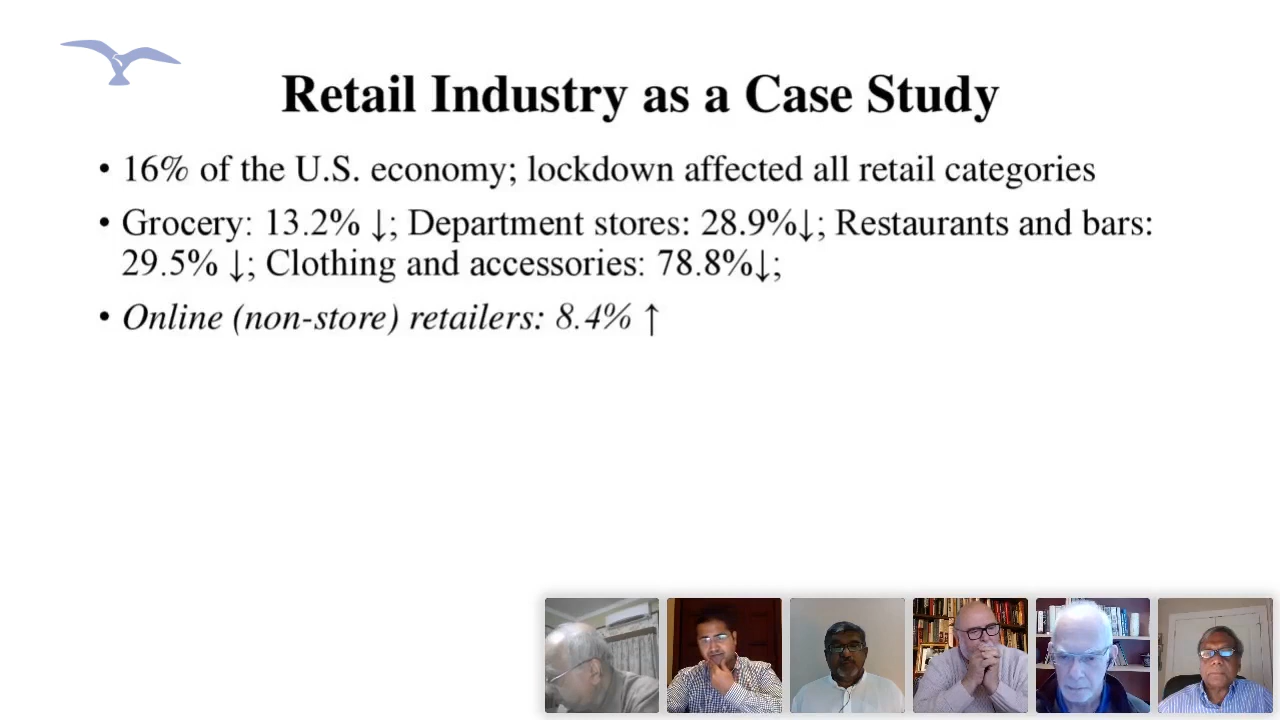 Retail Industry as a Case Study
• 16% of the U.S. economy; lockdown affected all retail categories
• Grocery: 13.2% ↓; Department stores: 28.9%↓; Restaurants and bars:
29.5% ↓; Clothing and accessories: 78.8%↓;
• Online (non-store) retailers: 8.4% ↑